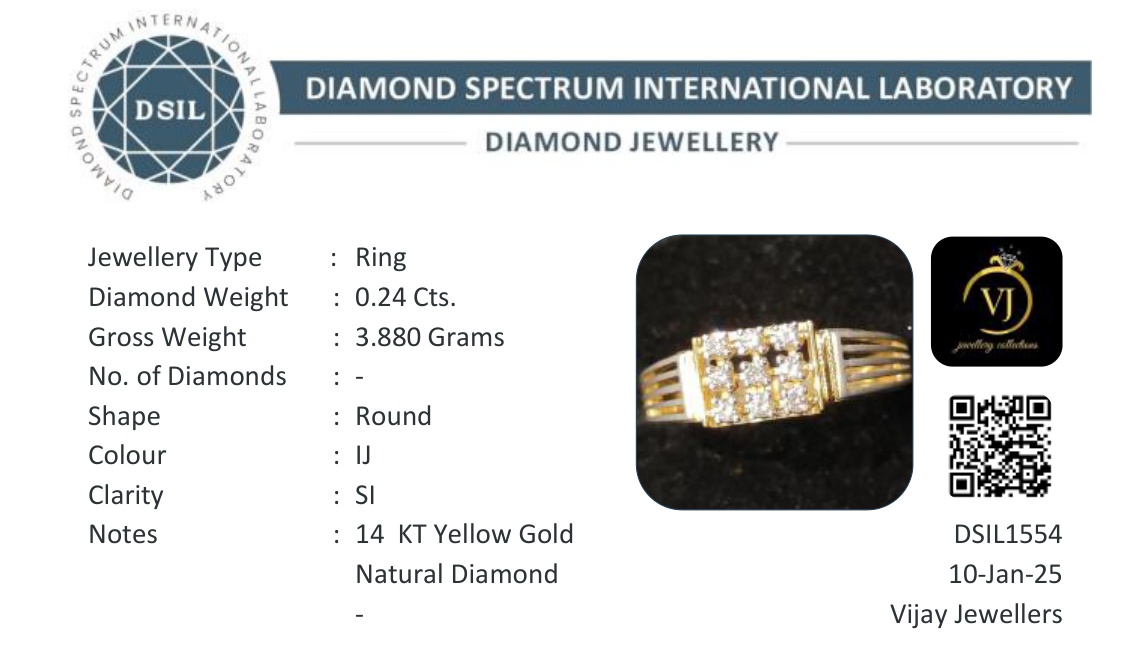 DIAMOND SPECTRUM INTERNATIONAL LABORATORY
DSIL
DIAMOND SPECTRUM INTERNATIONAL LABORATORY
DIAMOND JEWELLERY
Jewellery Type : Ring
Diamond Weight : 0.24 Cts.
Gross Weight : 3.880 Grams
No. of Diamonds : -
Shape : Round
Colour : IJ
Clarity : SI
Notes : 14 KT Yellow Gold
Natural Diamond
-
VJ
jewellery collections
DSIL1554
10-Jan-25
Vijay Jewellers